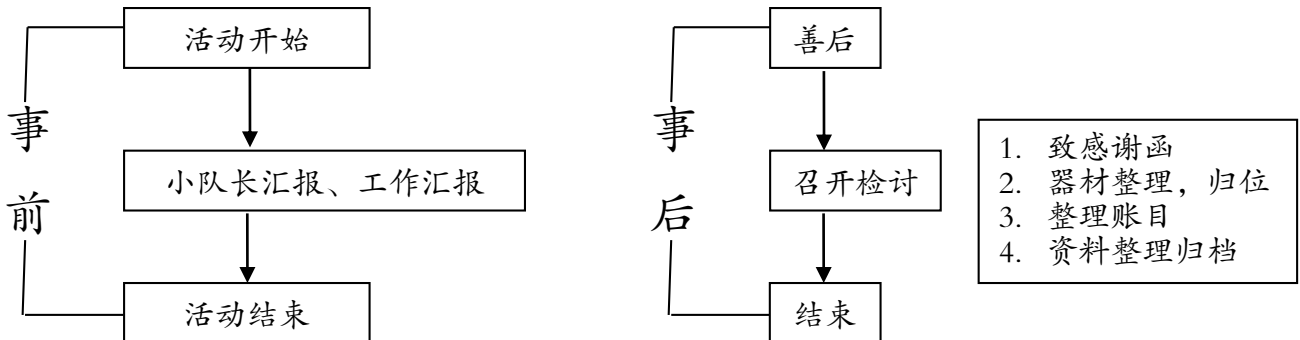 活动开始
事前
小队长汇报、工作汇报
活动结束
善后
事后
召开检讨
结束
1. 致感谢函
2. 器材整理，归位
3. 整理账目
4. 资料整理归档